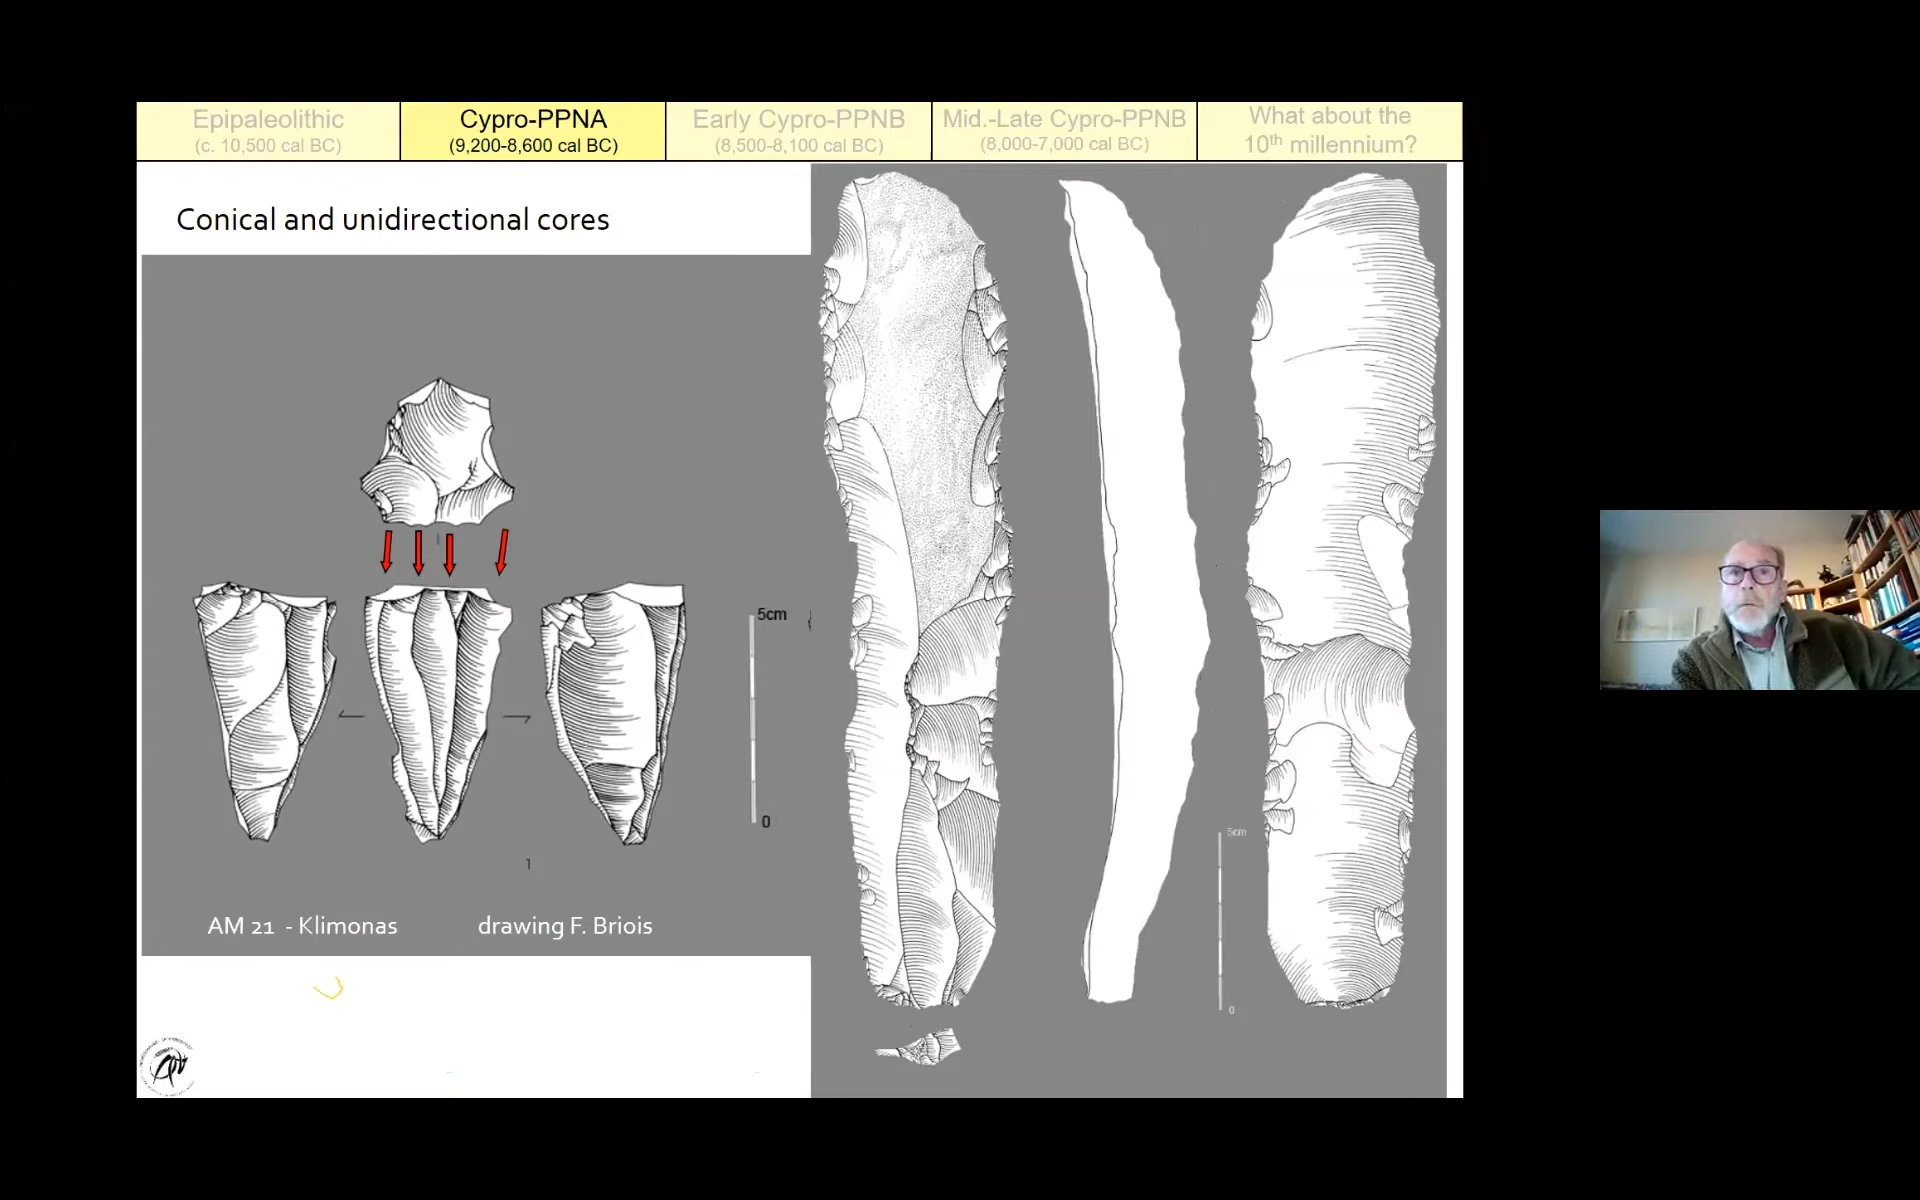 Epipaleolithic
(c. 10,500 cal BC)
Cypro-PPNA
(9,200-8,600 cal BC)
Early Cypro-PPNB
(8,500-8,100 cal BC)
Mid.-Late Cypro-PPNB
(8,000-7,000 cal BC)
What about the
10th millennium?
Conical and unidirectional cores
5cm
0
1
AM 21 - Klimonas
drawing F. Briois
5cm
0